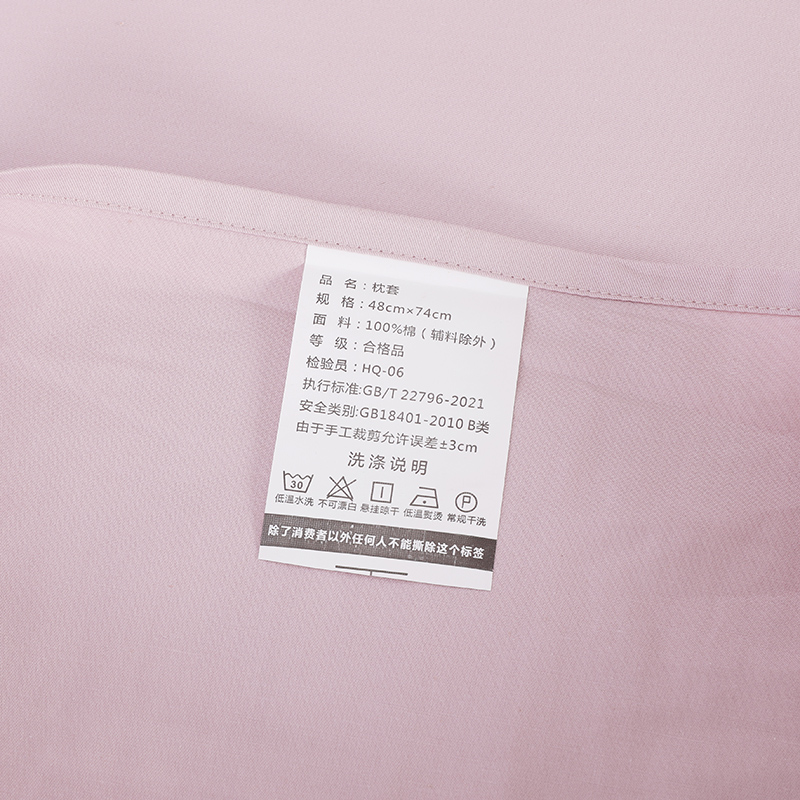 品 名：枕套
规 格：48cm×74cm
面 料：100%棉（辅料除外）
等 级：合格品
检验员：HQ-06
执行标准:GB/T 22796-2021
安全类别:GB18401-2010 B类
由于手工裁剪允许误差±3cm
洗涤说明
30 P
低温水洗 不可漂白 悬挂晾干 低温熨烫 常规干洗
除了消费者以外任何人不能撕除这个标签